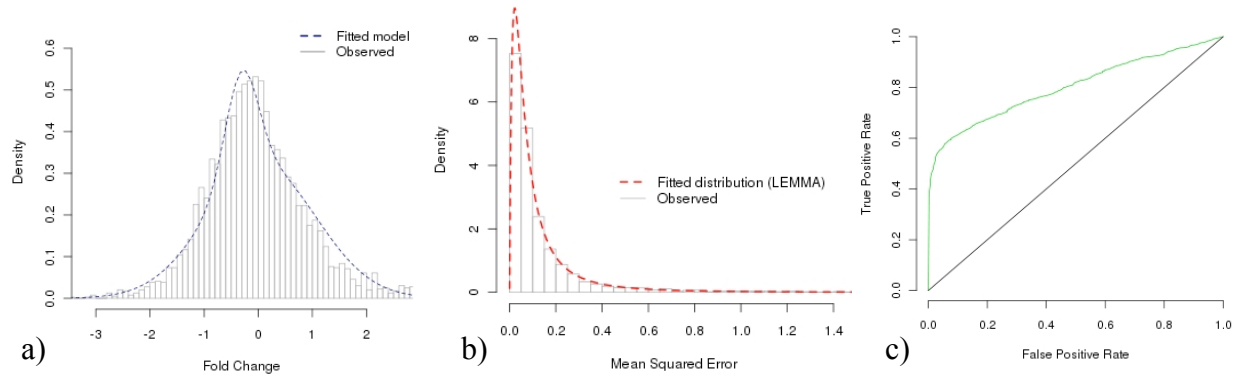 Fitted model
Observed
Density
0.0
0.1
0.2
0.3
0.4
0.5
0.6
-3
-2
-1
0
1
2
Fold Change
a)
Density
0
2
4
6
8
Fitted distribution (LEMMA)
Observed
0.0
0.2
0.4
0.6
0.8
1.0
1.2
1.4
Mean Squared Error
b)
True Positive Rate
0.0
0.2
0.4
0.6
0.8
1.0
0.0
0.2
0.4
0.6
0.8
1.0
False Positive Rate
c)